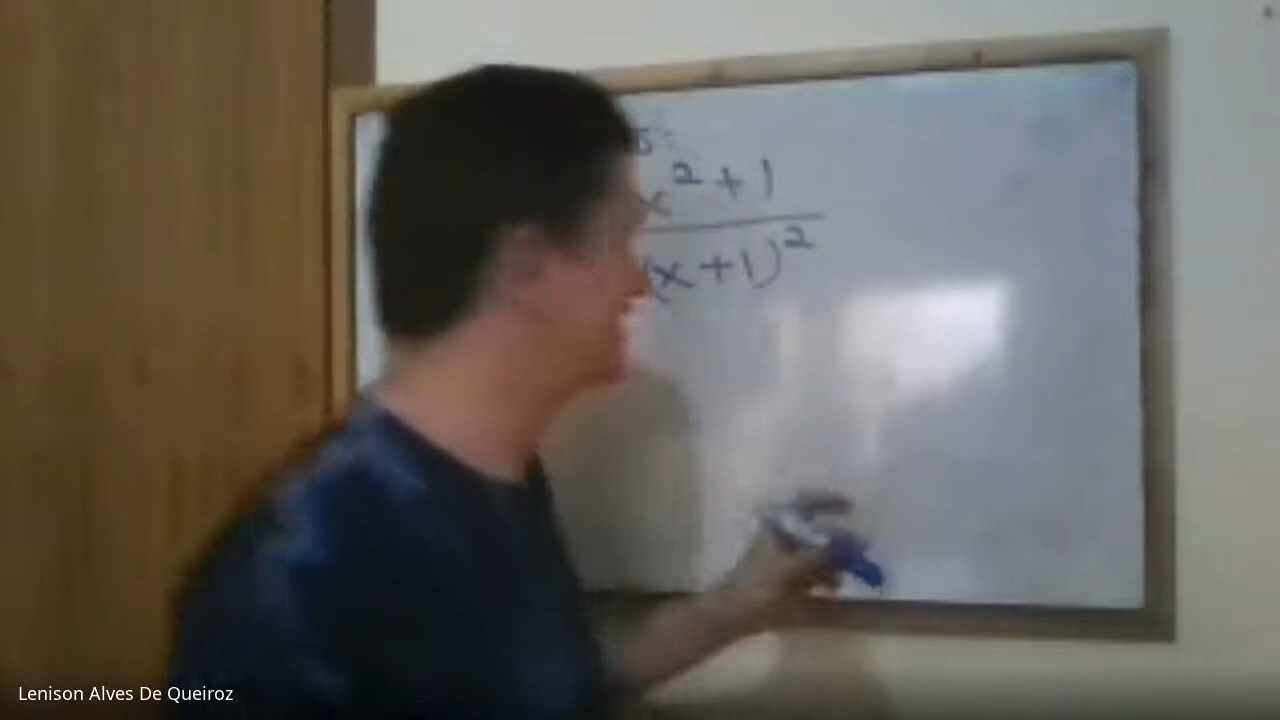 x² + 1
(x + 1)²
Lenison Alves De Queiroz